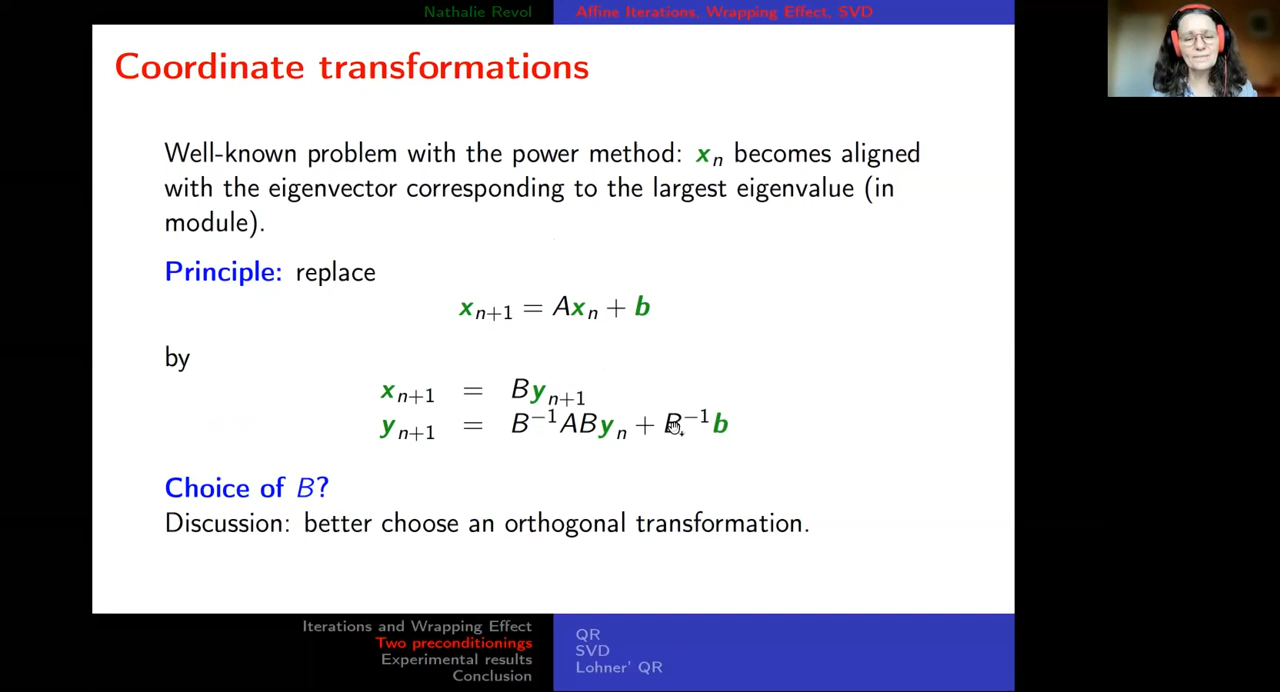 Nathalie Revol
Affine Iterations, Wrapping Effect, SVD
Coordinate transformations
Well-known problem with the power method: xₙ becomes aligned
with the eigenvector corresponding to the largest eigenvalue (in
module).
Principle: replace
xₙ₊₁ = Axₙ + b
by
xₙ₊₁ = Byₙ₊₁
yₙ₊₁ = B⁻¹AByₙ + B⁻¹b
Choice of B?
Discussion: better choose an orthogonal transformation.
Iterations and Wrapping Effect
Two preconditionings
Experimental results
Conclusion
QR
SVD
Lohner' QR